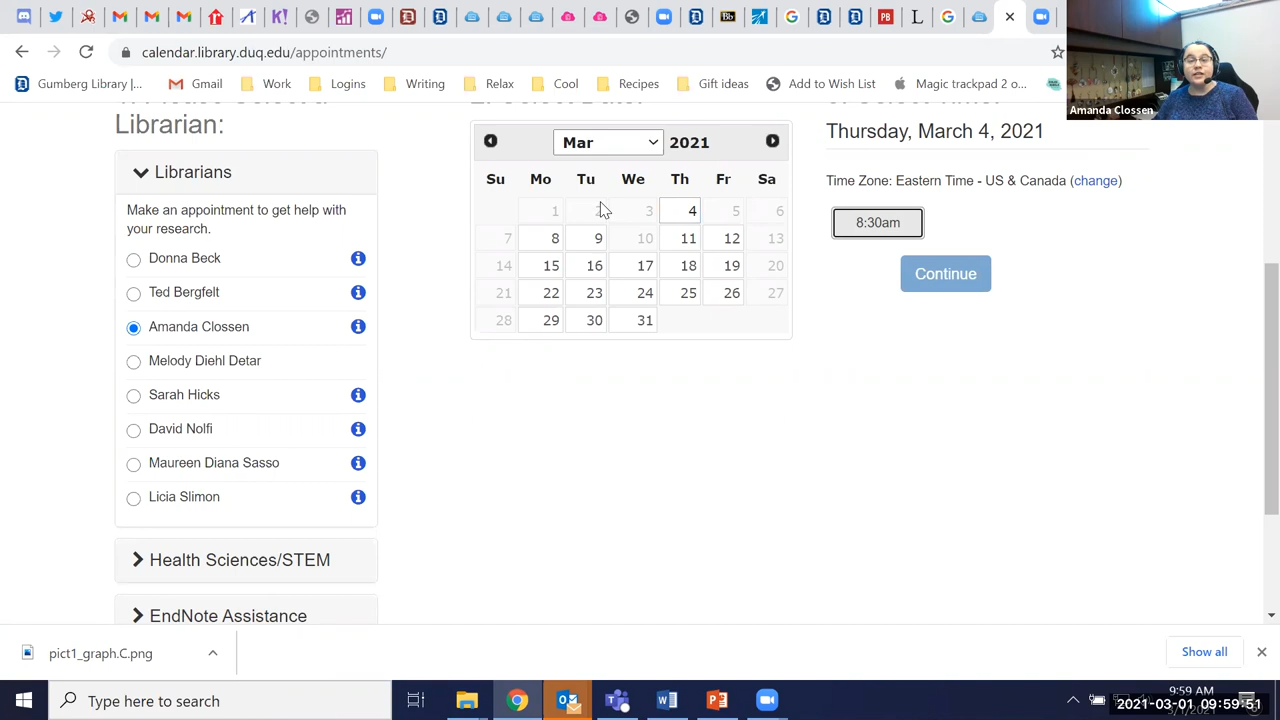 calendar.library.duq.edu/appointments/
Gumberg Library |...
Gmail
Work
Logins
Writing
Cool
Recipes
Gift ideas
Add to Wish List
Magic trackpad 2 o...
Amanda Clossen
Librarian:
Librarians
Make an appointment to get help with
your research.
Donna Beck
Ted Bergfelt
Amanda Clossen
Melody Diehl Detar
Sarah Hicks
David Nolfi
Maureen Diana Sasso
Licia Slimon
Health Sciences/STEM
EndNote Assistance
Mar 2021
Su Mo Tu We Th Fr Sa
1 2 3 4 5 6
7 8 9 10 11 12 13
14 15 16 17 18 19 20
21 22 23 24 25 26 27
28 29 30 31
Thursday, March 4, 2021
Time Zone: Eastern Time - US & Canada (change)
8:30am
Continue
pict1_graph.C.png
Show all
Type here to search
9:59 AM
2021-03-01 09:59:51